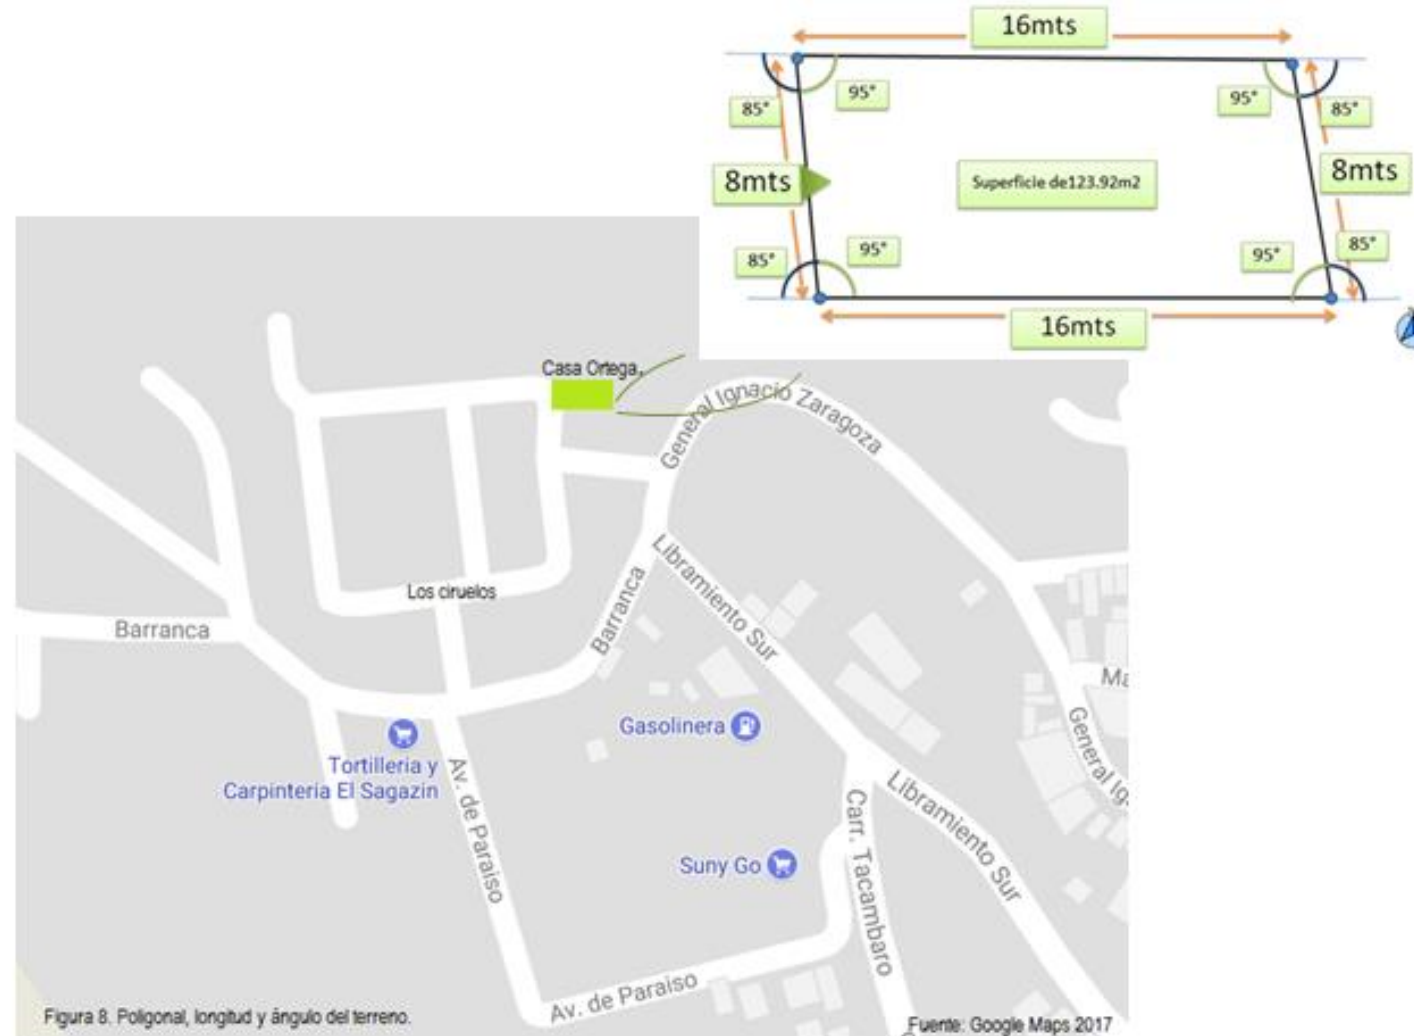 16mts
85°
95°
95°
85°
8mts
Superficie de123.92m2
8mts
85°
95°
95°
85°
16mts
Casa Ortega,
General Ignacio Zaragoza
Libramiento Sur
Los ciruelos
Barranca
Barranca
Gasolinera
Tortilleria y
Carpinteria El Sagazin
Av. de Paraiso
Suny Go
Carr. Tacambaro
Libramiento Sur
Ma
General Ig
Av. de Paraiso
Figura 8. Poligonal, longitud y ángulo del terreno.
Fuente: Google Maps 2017